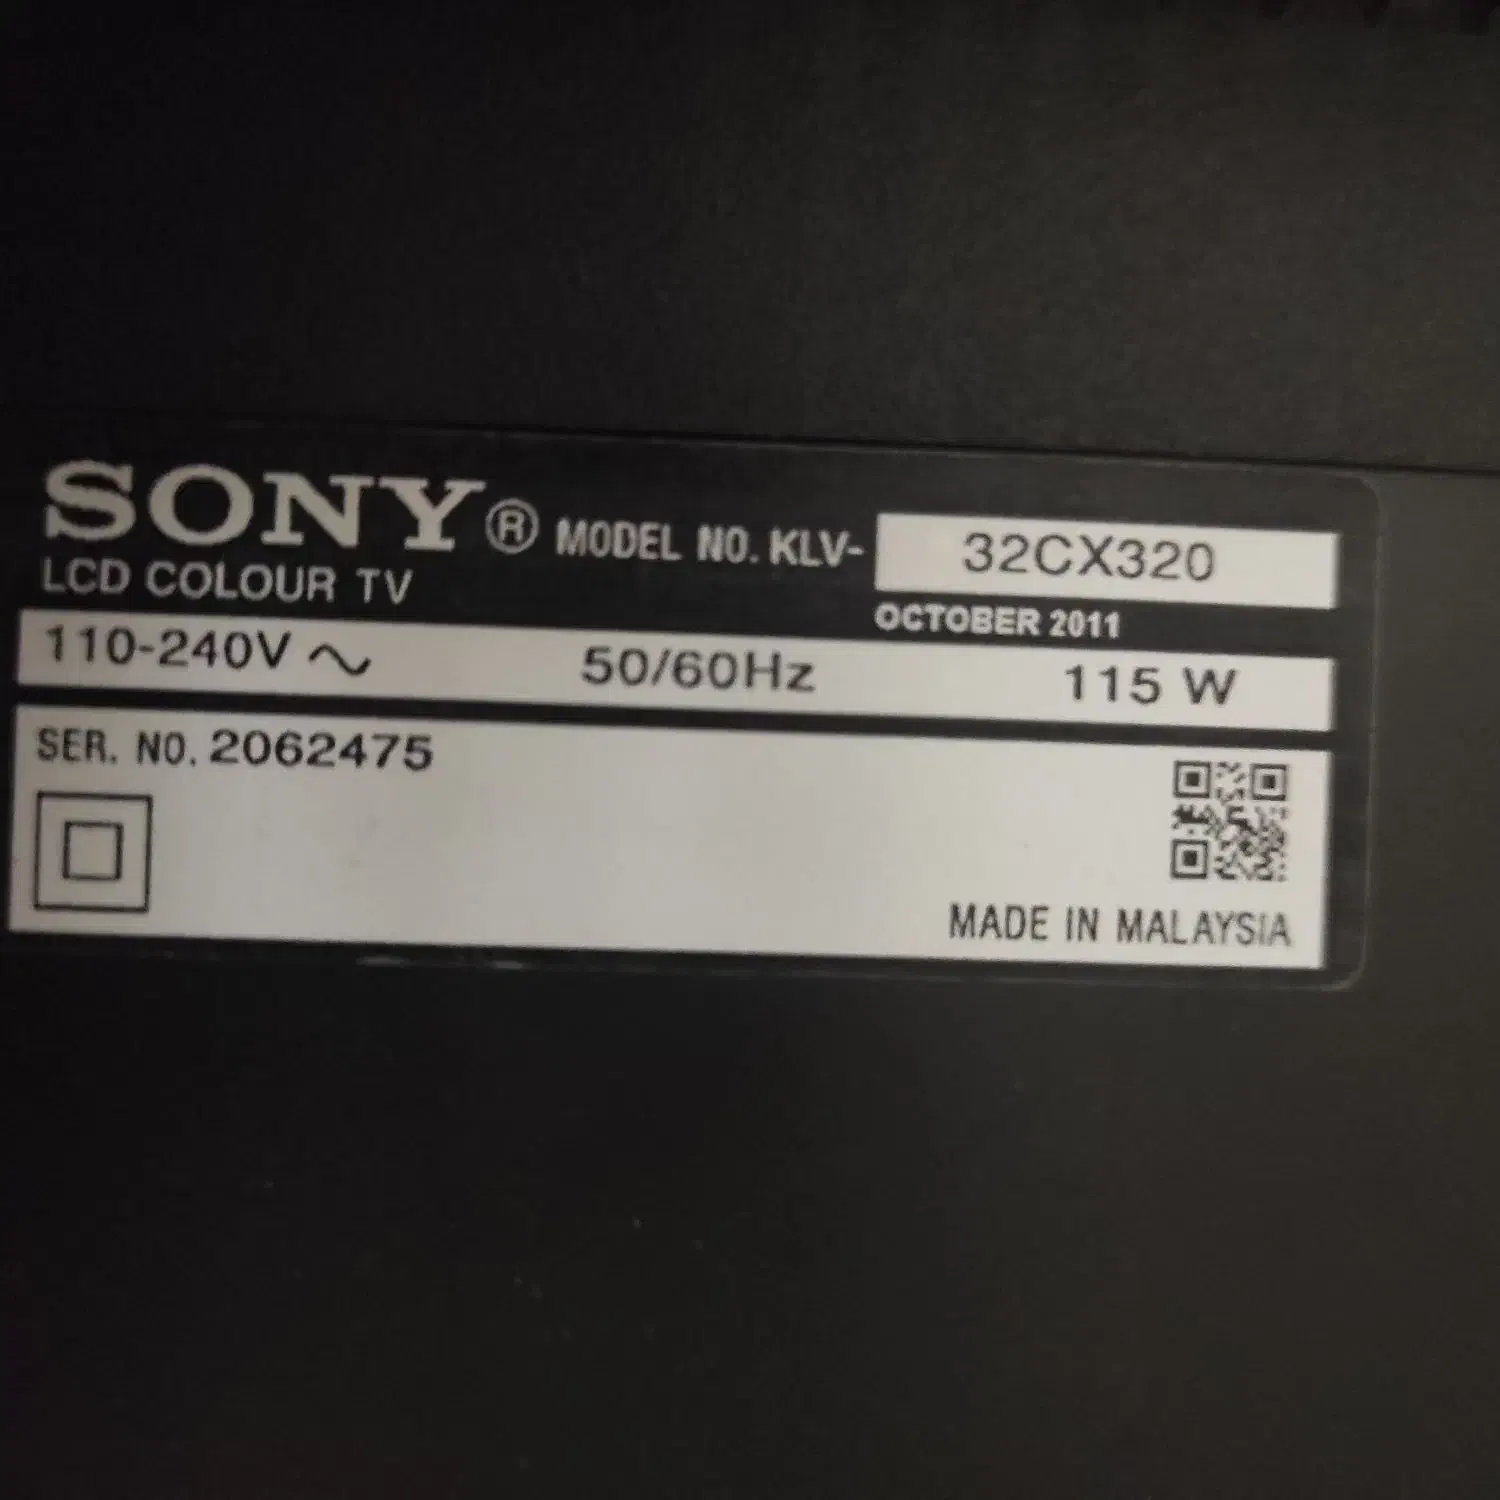 SONY® MODEL NO. KLV- 32CX320
LCD COLOUR TV
OCTOBER 2011
110-240V ~ 50/60Hz 115 W
SER. NO. 2062475
MADE IN MALAYSIA